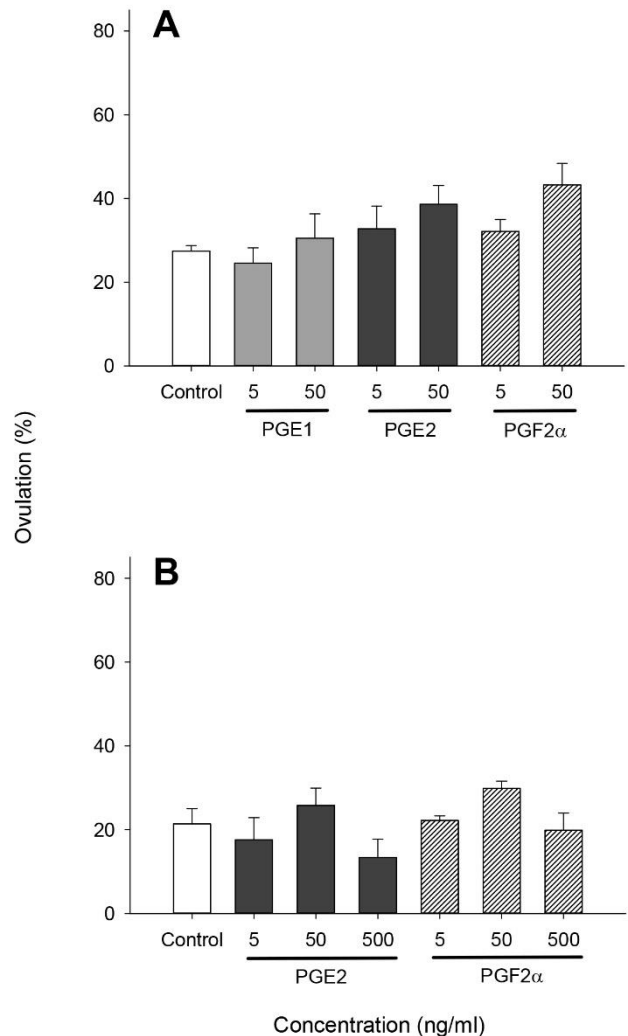 A
80
60
40
20
0
Control 5 50 5 50 5 50
PGE1 PGE2 PGF2α
Ovulation (%)
B
80
60
40
20
0
Control 5 50 500 5 50 500
PGE2 PGF2α
Concentration (ng/ml)